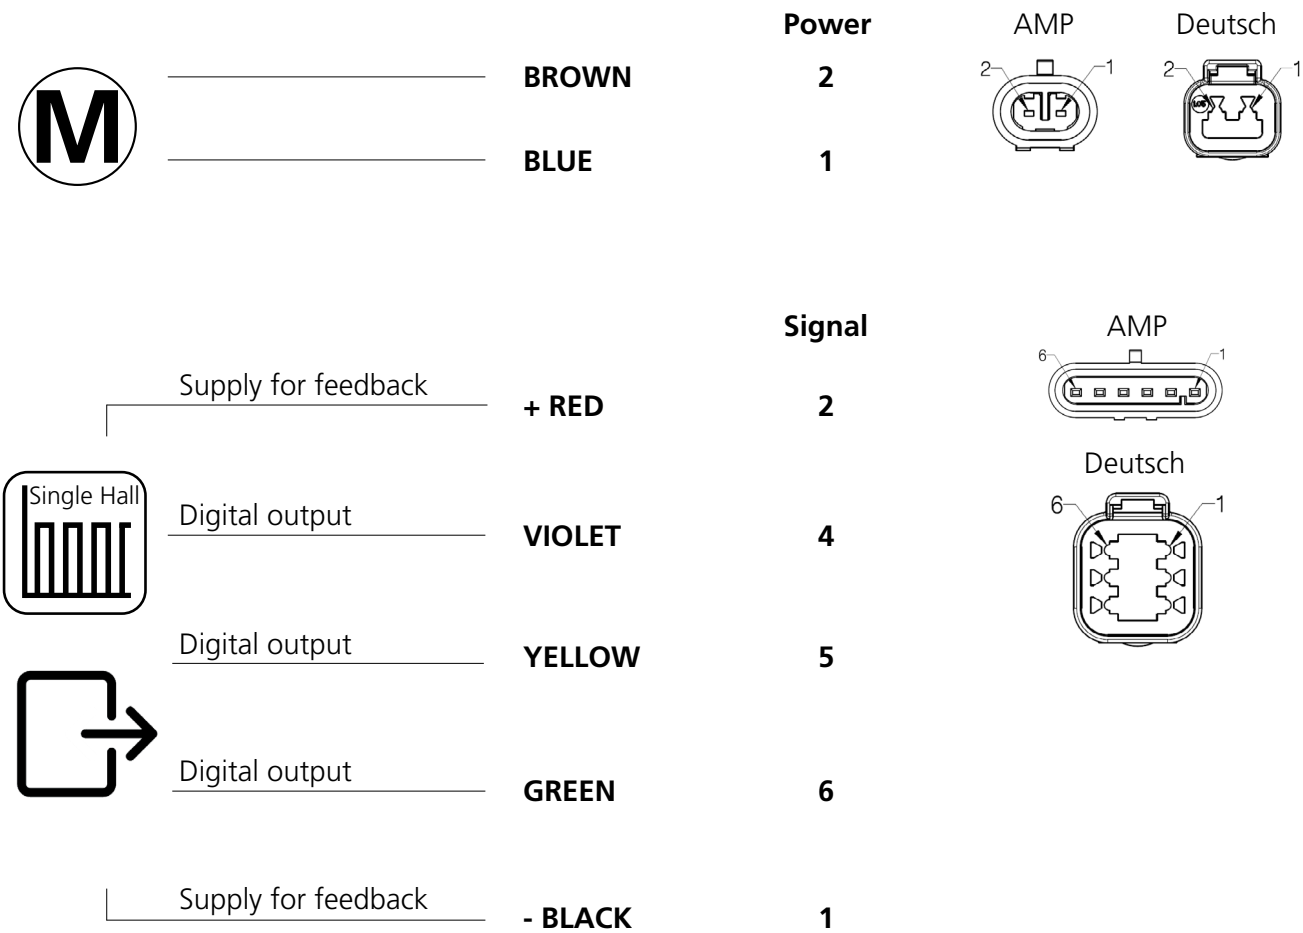 Power AMP Deutsch
M BROWN 2 2 1 2 1
BLUE 1
Signal AMP
6 1
Supply for feedback + RED 2
Deutsch
Single Hall Digital output VIOLET 4 6 1
Digital output YELLOW 5
Digital output GREEN 6
Supply for feedback - BLACK 1